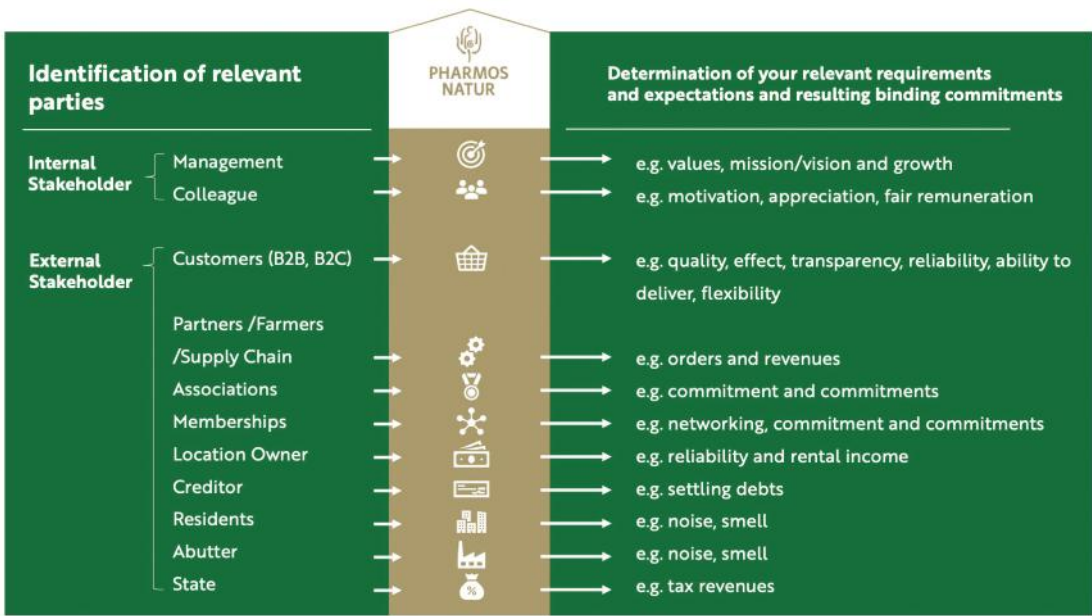 PHARMOS
NATUR
Identification of relevant
parties
Determination of your relevant requirements
and expectations and resulting binding commitments
Internal
Stakeholder
Management
e.g. values, mission/vision and growth
Colleague
e.g. motivation, appreciation, fair remuneration
External
Stakeholder
Customers (B2B, B2C)
e.g. quality, effect, transparency, reliability, ability to
deliver, flexibility
Partners /Farmers
/Supply Chain
e.g. orders and revenues
Associations
e.g. commitment and commitments
Memberships
e.g. networking, commitment and commitments
Location Owner
e.g. reliability and rental income
Creditor
e.g. settling debts
Residents
e.g. noise, smell
Abutter
e.g. noise, smell
State
%
e.g. tax revenues